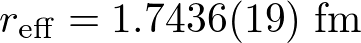 r_eff = 1.7436(19) fm